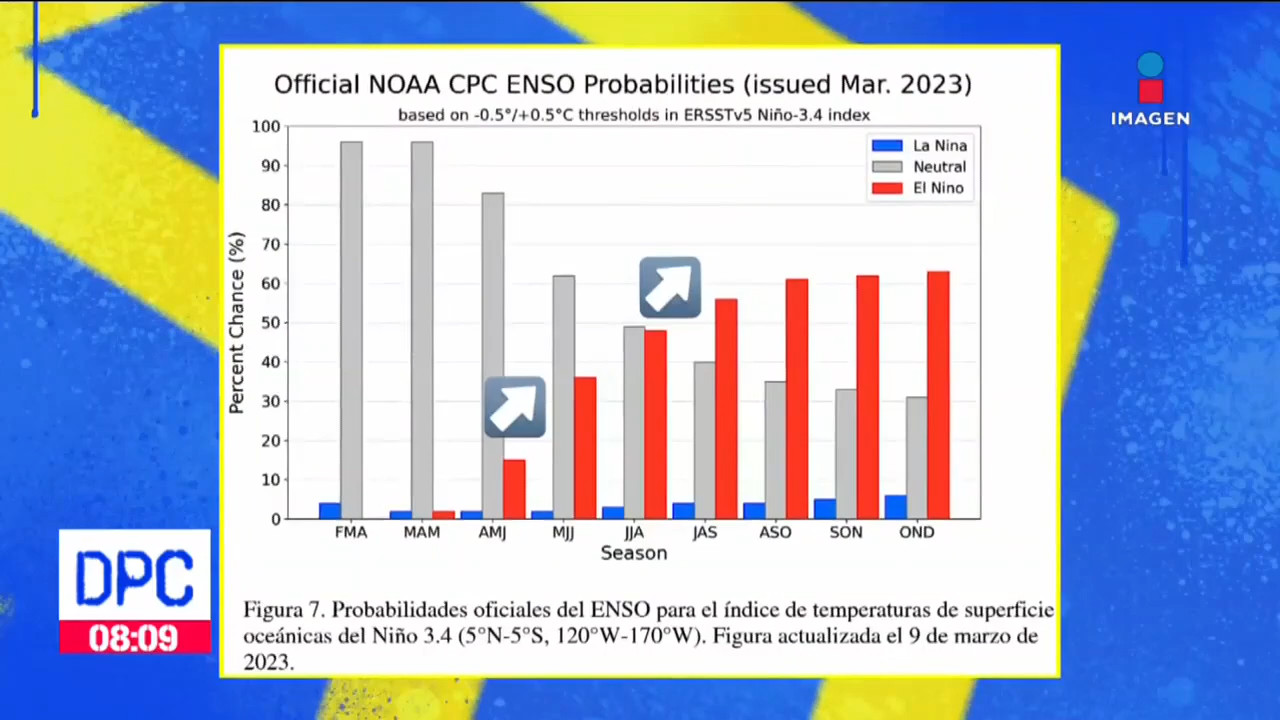 Official NOAA CPC ENSO Probabilities (issued Mar. 2023)
based on -0.5°/+0.5°C thresholds in ERSSTv5 Niño-3.4 index
IMAGEN
La Nina
Neutral
El Nino
Percent Chance (%)
100
90
80
70
60
50
40
30
20
10
0
FMA MAM AMJ MJJ JJA JAS ASO SON OND
Season
DPC
08:09
Figura 7. Probabilidades oficiales del ENSO para el índice de temperaturas de superficie
oceánicas del Niño 3.4 (5°N-5°S, 120°W-170°W). Figura actualizada el 9 de marzo de
2023.